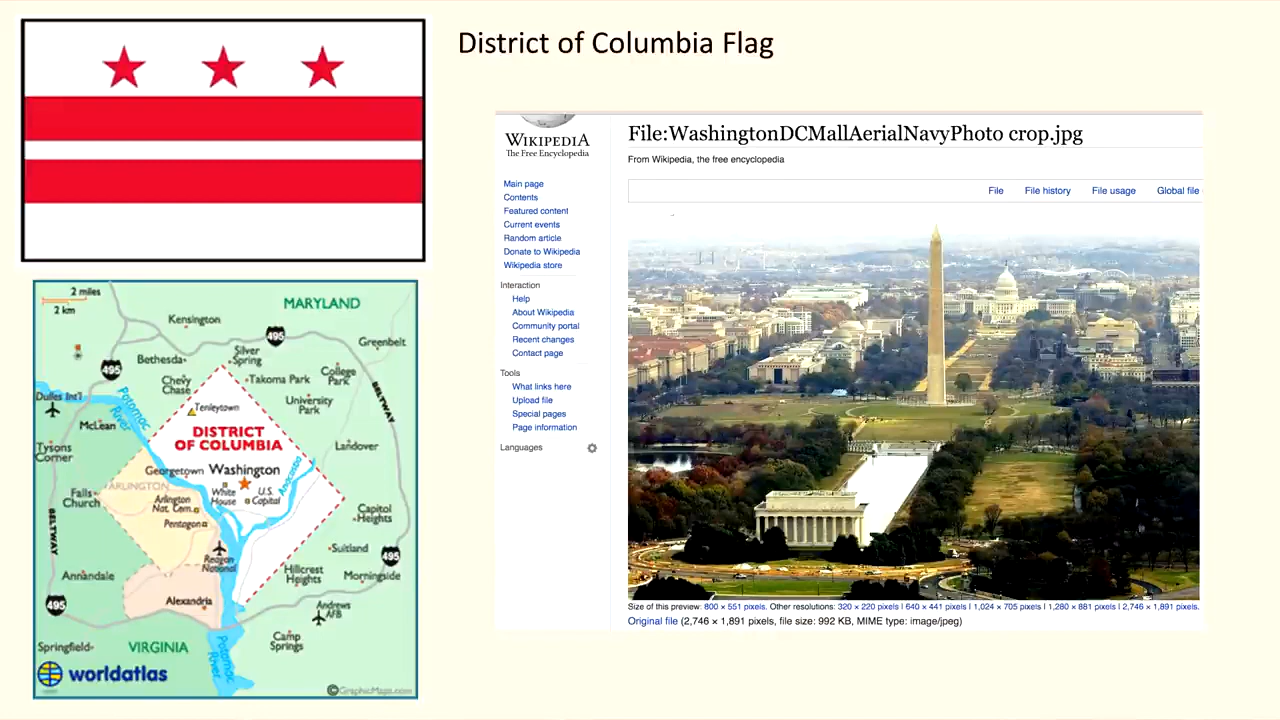 District of Columbia Flag
WIKIPEDIA
The Free Encyclopedia
Main page
Contents
Featured content
Current events
Random article
Donate to Wikipedia
Wikipedia store
Interaction
Help
About Wikipedia
Community portal
Recent changes
Contact page
Tools
What links here
Upload file
Special pages
Page information
Languages
File:WashingtonDCMallAerialNavyPhoto crop.jpg
From Wikipedia, the free encyclopedia
File File history File usage Global file
Size of this preview: 800 × 551 pixels. Other resolutions: 320 × 220 pixels | 640 × 441 pixels | 1,024 × 705 pixels | 1,280 × 881 pixels | 2,746 × 1,891 pixels.
Original file (2,746 × 1,891 pixels, file size: 992 KB, MIME type: image/jpeg)
2 miles
2 km
MARYLAND
Kensington
495
Greenbelt
Bethesda
Silver
Spring
495
Chevy
Chase
Takoma Park
College
Park
BELTWAY
Dulles Int'l
Potomac
River
Tenleytown
University
Park
McLean
DISTRICT
OF COLUMBIA
Landover
Tysons
Corner
Georgetown
Washington
Anacostia
ARLINGTON
White
House
U.S.
Capital
Falls
Church
Arlington
Nat. Cem.
Pentagon
Capitol
Heights
BELTWAY
Reagan
National
Suitland
495
Annandale
Hillcrest
Heights
Morningside
495
Alexandria
Andrews
AFB
Camp
Springs
Springfield
VIRGINIA
Potomac
River
worldatlas
©GraphicMaps.com